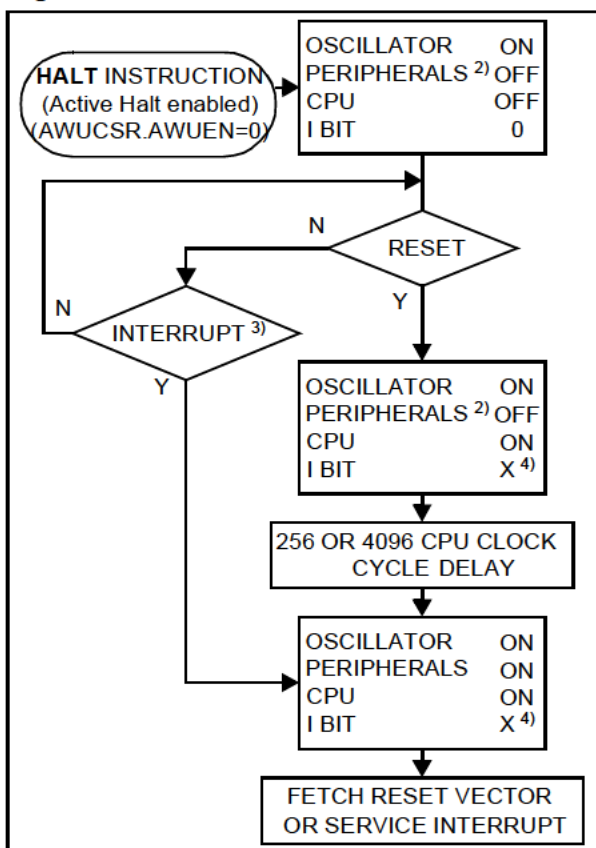 HALT INSTRUCTION
(Active Halt enabled)
(AWUCSR.AWUEN=0)
OSCILLATOR ON
PERIPHERALS 2) OFF
CPU OFF
I BIT 0
N
RESET
Y
N
INTERRUPT 3)
Y
OSCILLATOR ON
PERIPHERALS 2) OFF
CPU ON
I BIT X 4)
256 OR 4096 CPU CLOCK
CYCLE DELAY
OSCILLATOR ON
PERIPHERALS ON
CPU ON
I BIT X 4)
FETCH RESET VECTOR
OR SERVICE INTERRUPT